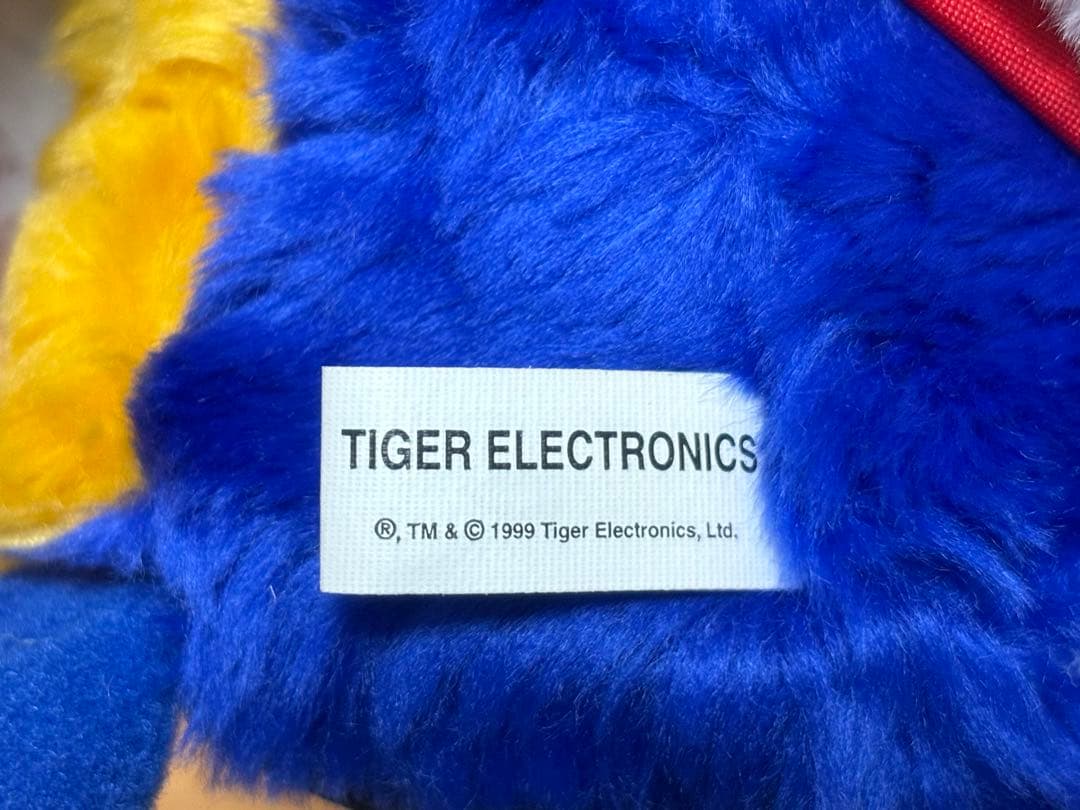 TIGER ELECTRONICS
®, TM & © 1999 Tiger Electronics, Ltd.